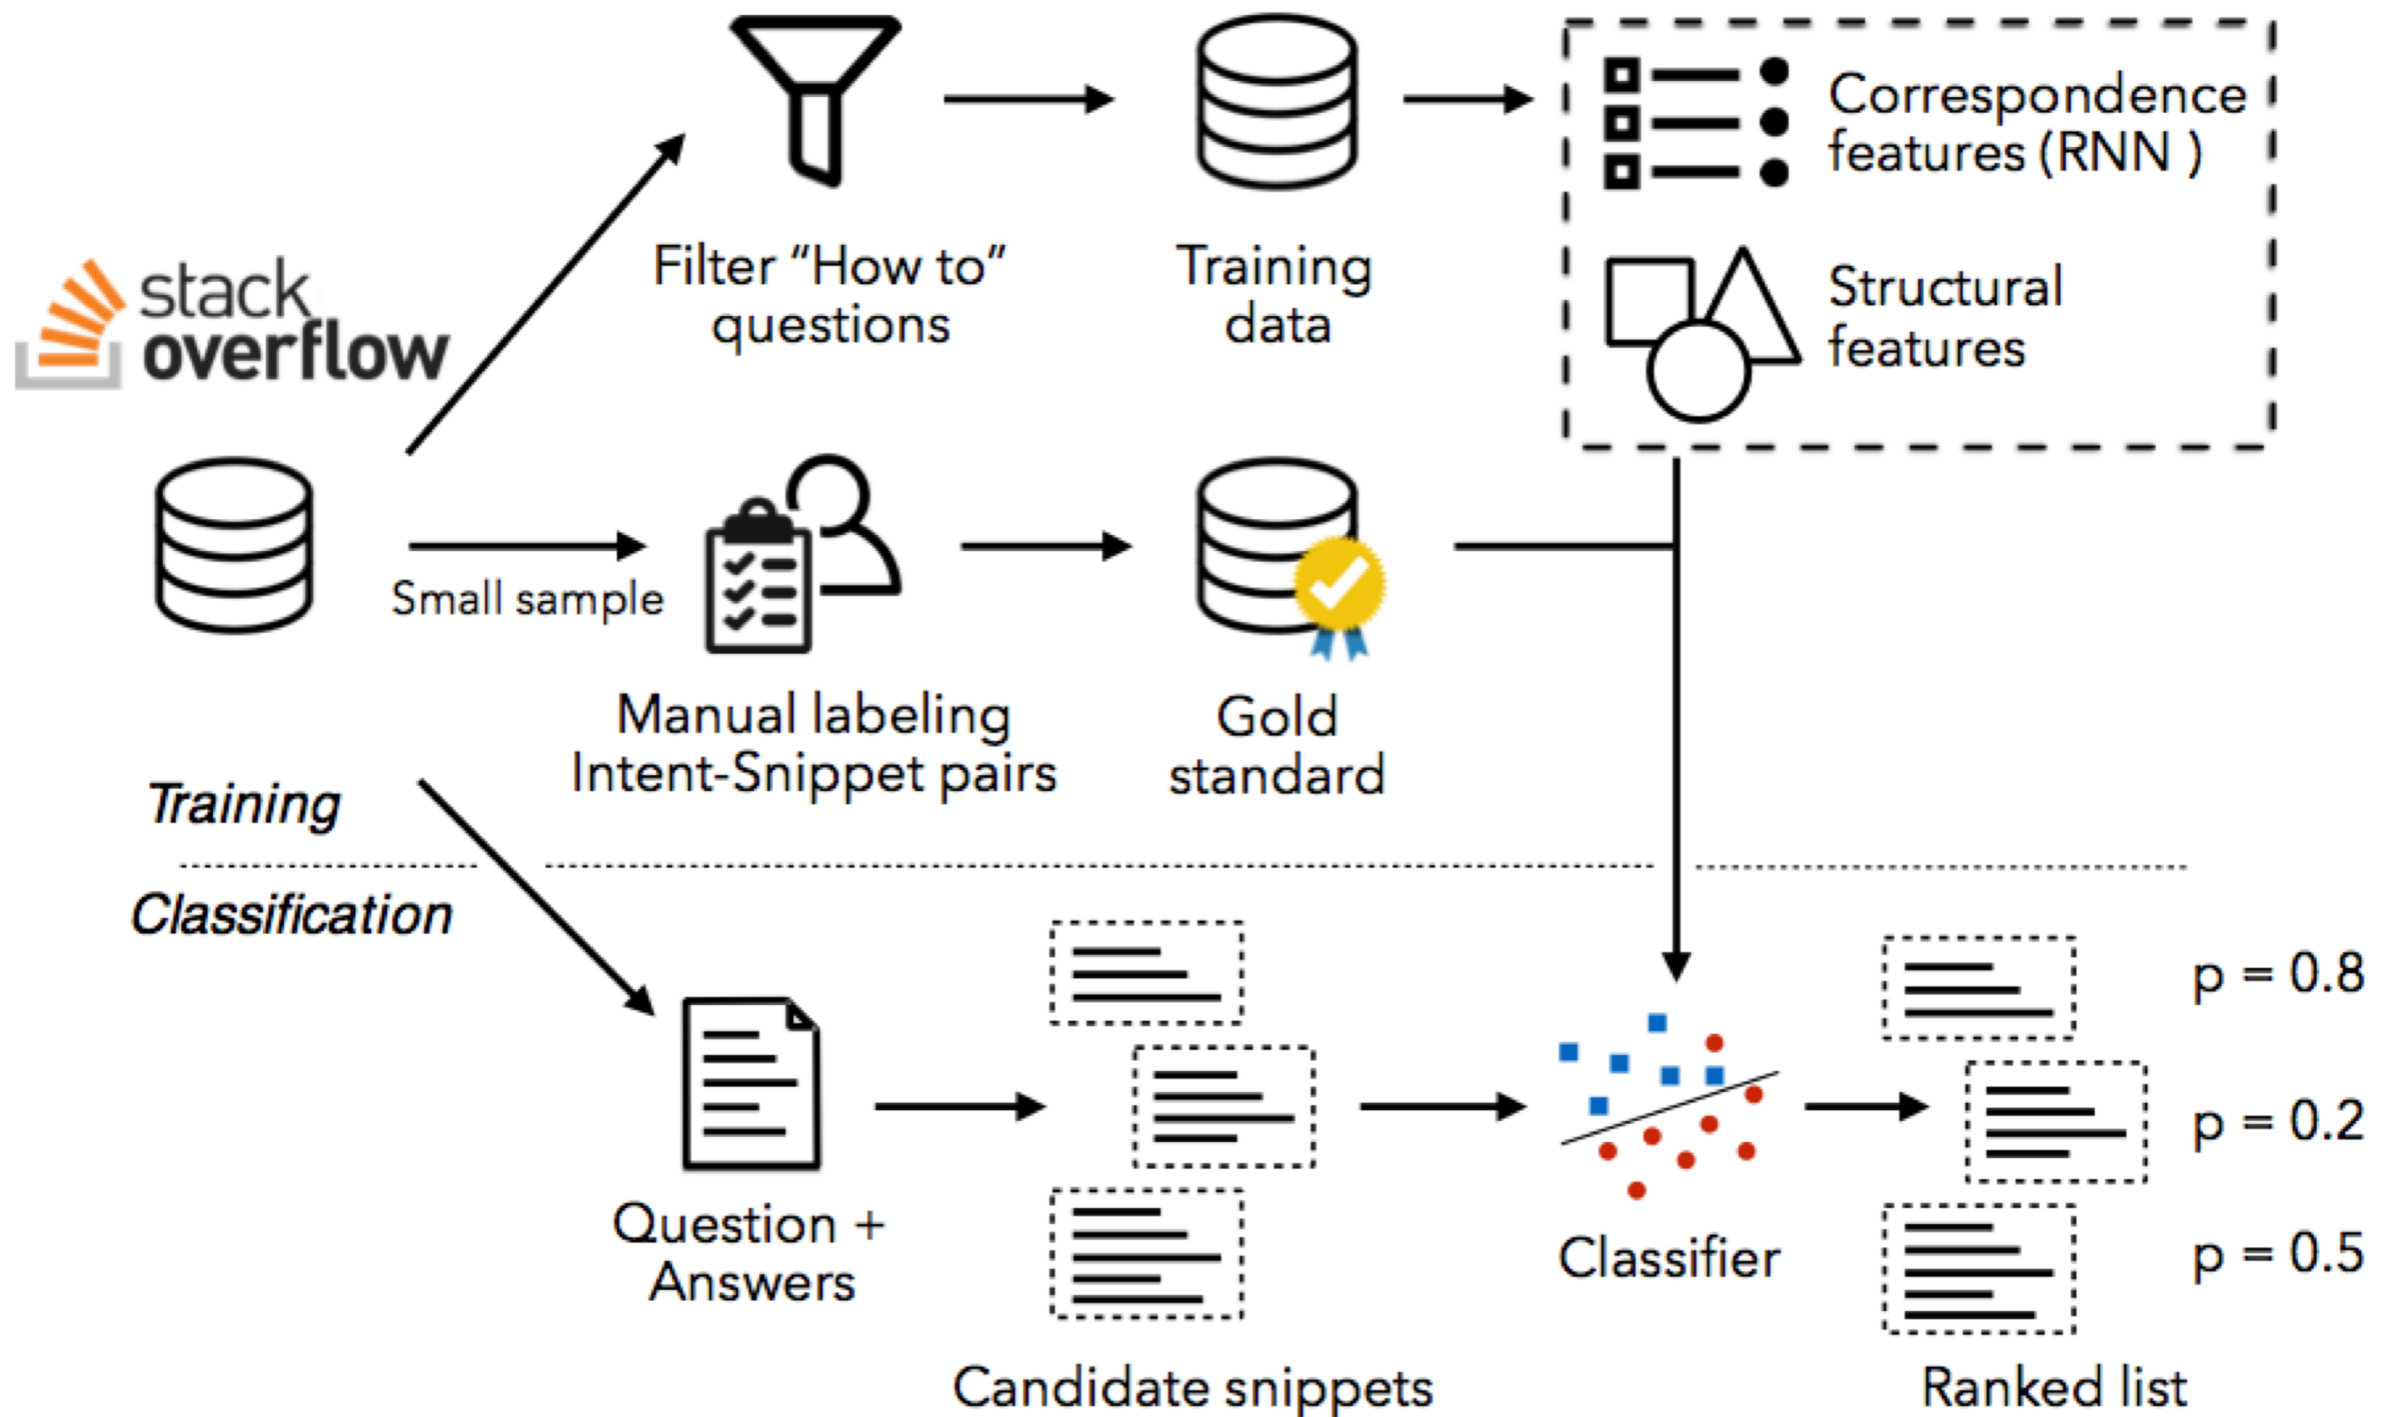 stack
overflow
Filter “How to”
questions
Training
data
Correspondence
features (RNN )
Structural
features
Small sample
Manual labeling
Intent-Snippet pairs
Gold
standard
Training
Classification
Question +
Answers
Candidate snippets
Classifier
p = 0.8
p = 0.2
p = 0.5
Ranked list